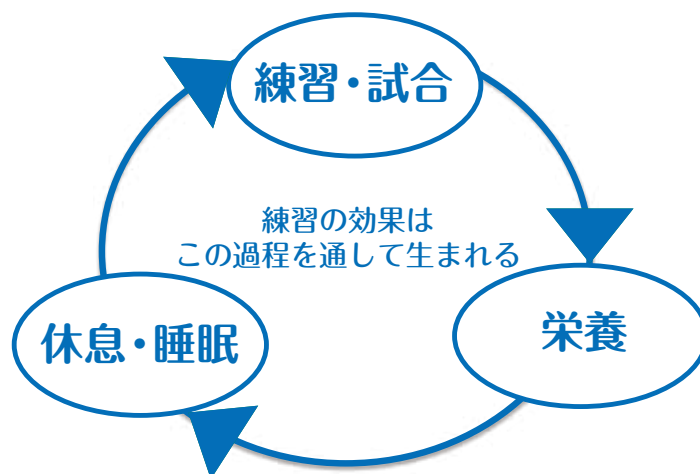 練習・試合
練習の効果は
この過程を通して生まれる
休息・睡眠
栄養